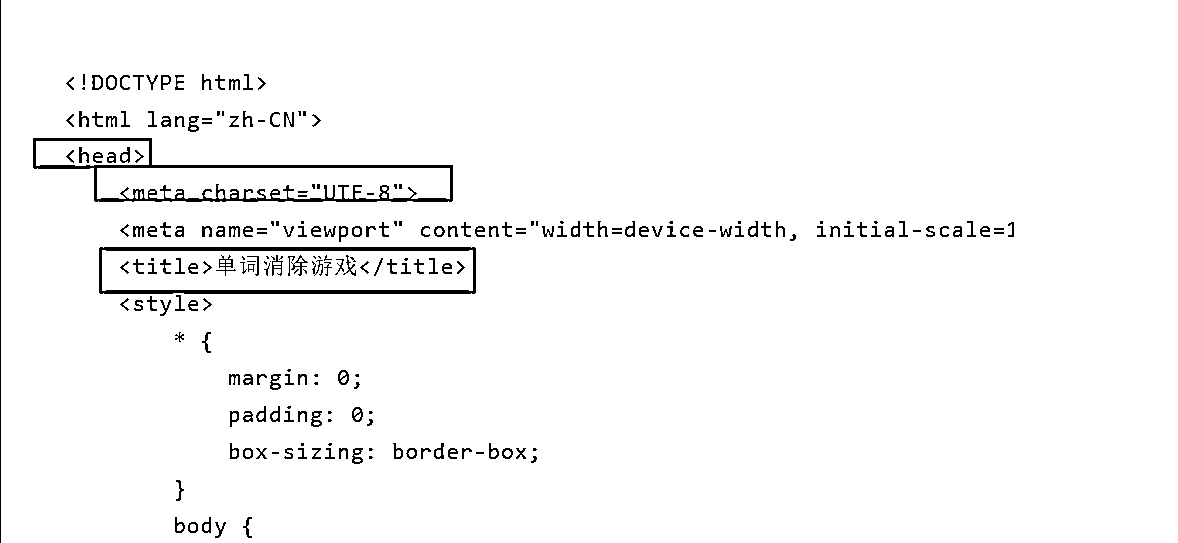 <!DOCTYPE html>
<html lang="zh-CN">
<head>
<meta charset="UTF-8">
<meta name="viewport" content="width=device-width, initial-scale=1
<title>单词消除游戏</title>
<style>
* {
margin: 0;
padding: 0;
box-sizing: border-box;
}
body {